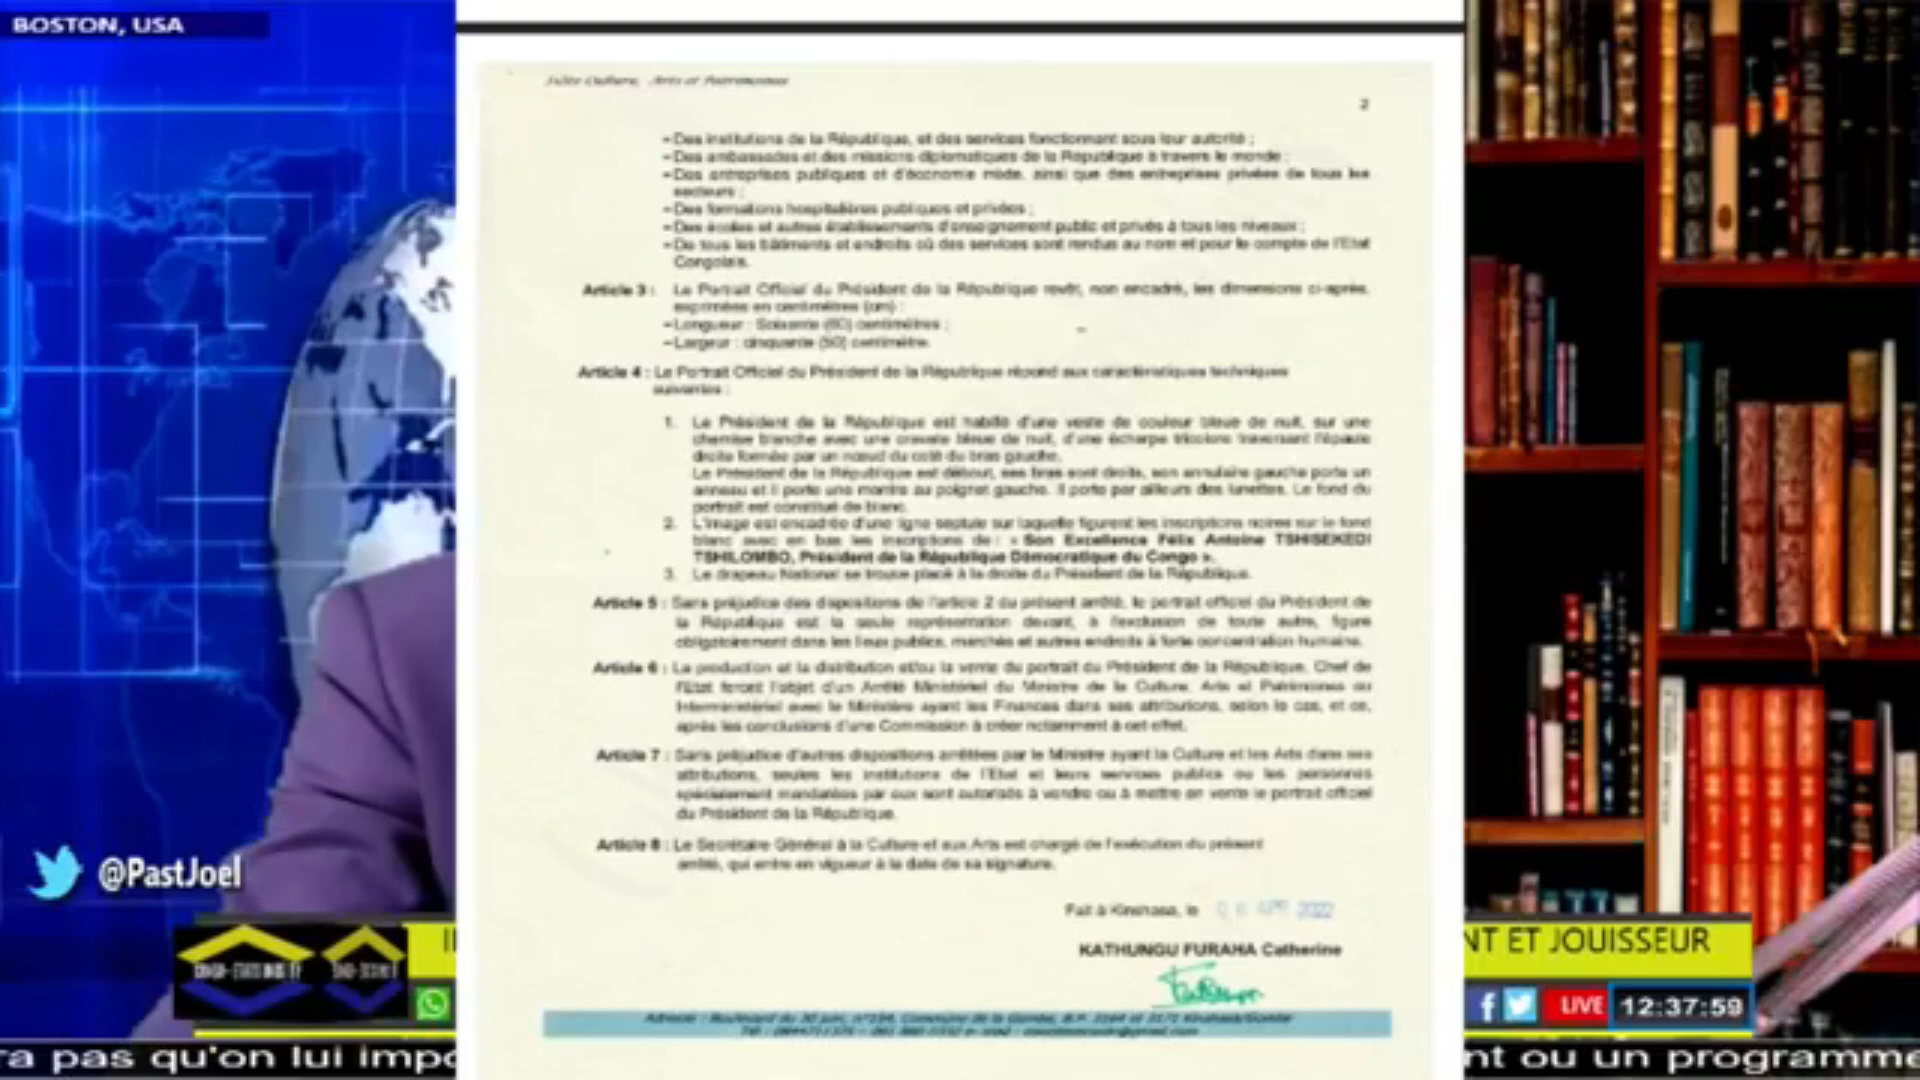 BOSTON, USA
Culture, Arts et Patrimoines
2
- Des institutions de la République, et des services fonctionnant sous leur autorité ;
- Des ambassades et des missions diplomatiques de la République à travers le monde ;
- Des entreprises publiques et d'économie mixte, ainsi que des entreprises privées de tous les
secteurs ;
- Des formations hospitalières publiques et privées ;
- Des écoles et autres établissements d'enseignement public et privés à tous les niveaux ;
- De tous les bâtiments et endroits où des services sont rendus au nom et pour le compte de l'Etat
Congolais.
Article 3 : Le Portrait Officiel du Président de la République revêt, non encadré, les dimensions ci-après,
exprimées en centimètres (cm) :
- Longueur : Soixante (60) centimètres ;
- Largeur : cinquante (50) centimètre.
Article 4 : Le Portrait Officiel du Président de la République répond aux caractéristiques techniques
suivantes :
1. Le Président de la République est habillé d'une veste de couleur bleue de nuit, sur une
chemise blanche avec une cravate bleue de nuit, d'une écharpe tricolore traversant l'épaule
droite formée par un nœud du coté du bras gauche.
Le Président de la République est débout, ses bras sont droits, son annulaire gauche porte un
anneau et il porte une montre au poignet gauche. Il porte par ailleurs des lunettes. Le fond du
portrait est constitué de blanc.
2. L'image est encadrée d'une ligne sur laquelle figurent les inscriptions noires sur le fond
blanc avec en bas les inscriptions de : « Son Excellence Félix Antoine TSHISEKEDI
TSHILOMBO, Président de la République Démocratique du Congo ».
3. Le drapeau National se trouve placé à la droite du Président de la République.
Article 5 : Sans préjudice des dispositions de l'article 2 du présent arrêté, le portrait officiel du Président de
la République est la seule représentation devant, à l'exclusion de toute autre, figure
obligatoirement dans les lieux publics, marchés et autres endroits à forte concentration humaine.
Article 6 : La production et la distribution et/ou la vente du portrait du Président de la République, Chef de
l'Etat feront l'objet d'un Arrêté Ministériel du Ministre de la Culture, Arts et Patrimoines ou
Interministériel avec le Ministère ayant les Finances dans ses attributions, selon le cas, et ce,
après les conclusions d'une Commission à créer notamment à cet effet.
Article 7 : Sans préjudice d'autres dispositions arrêtées par le Ministre ayant la Culture et les Arts dans ses
attributions, seules les institutions de l'Etat et leurs services publics ou les personnes
spécialement mandatées par eux sont autorisés à vendre ou à mettre en vente le portrait officiel
du Président de la République.
Article 8 : Le Secrétaire Général à la Culture et aux Arts est chargé de l'exécution du présent
arrêté, qui entre en vigueur à la date de sa signature.
Fait à Kinshasa, le APR 2022
KATHUNGU FURAHA Catherine
Adresse : Boulevard du 30 juin, Commune de la Gombe, B.P.
@PastJoel
NT ET JOUISSEUR
LIVE 12:37:59
ra pas qu'on lui impo
nt ou un programme